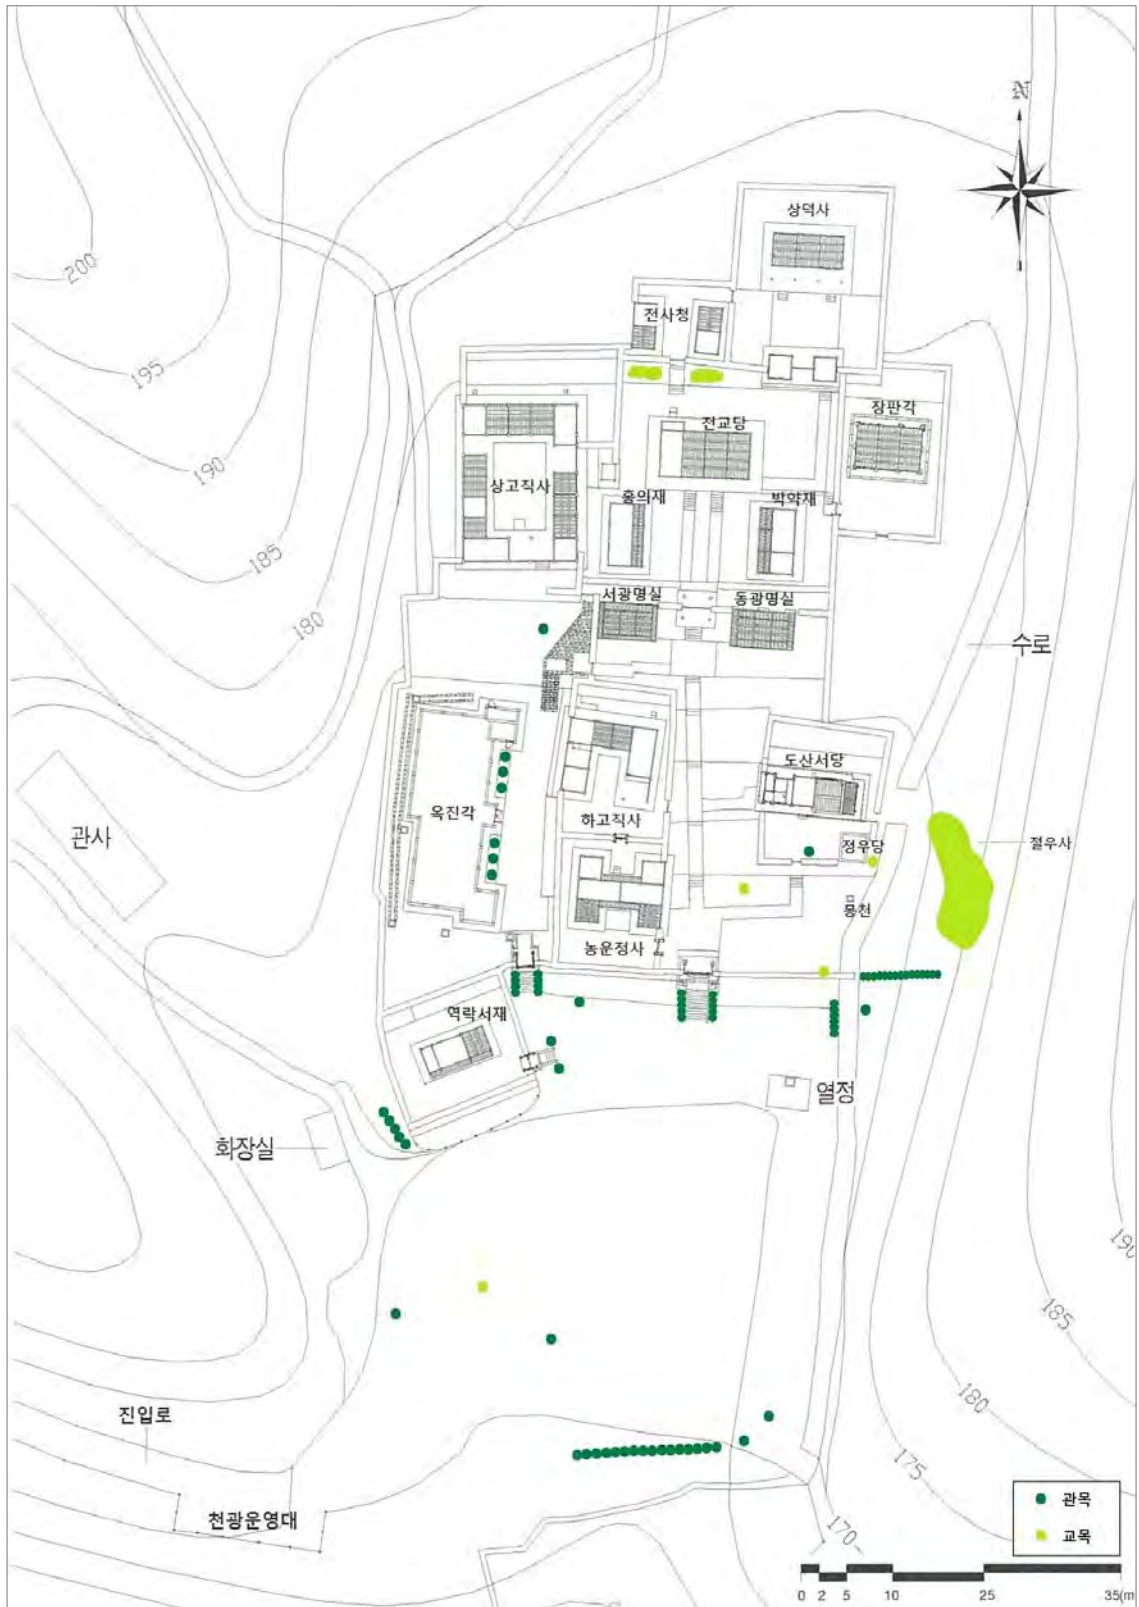 N
상덕사
200
전사청
195
장판각
전교당
190
상고직사
홍의재
박약재
185
서광명실
동광명실
180
수로
도산서당
옥진각
관사
하고직사
정우당
절우사
몽천
농운정사
역락서재
열정
화장실
190
185
진입로
180
175
천광운영대
170
관목
교목
0 2 5 10 25 35(m